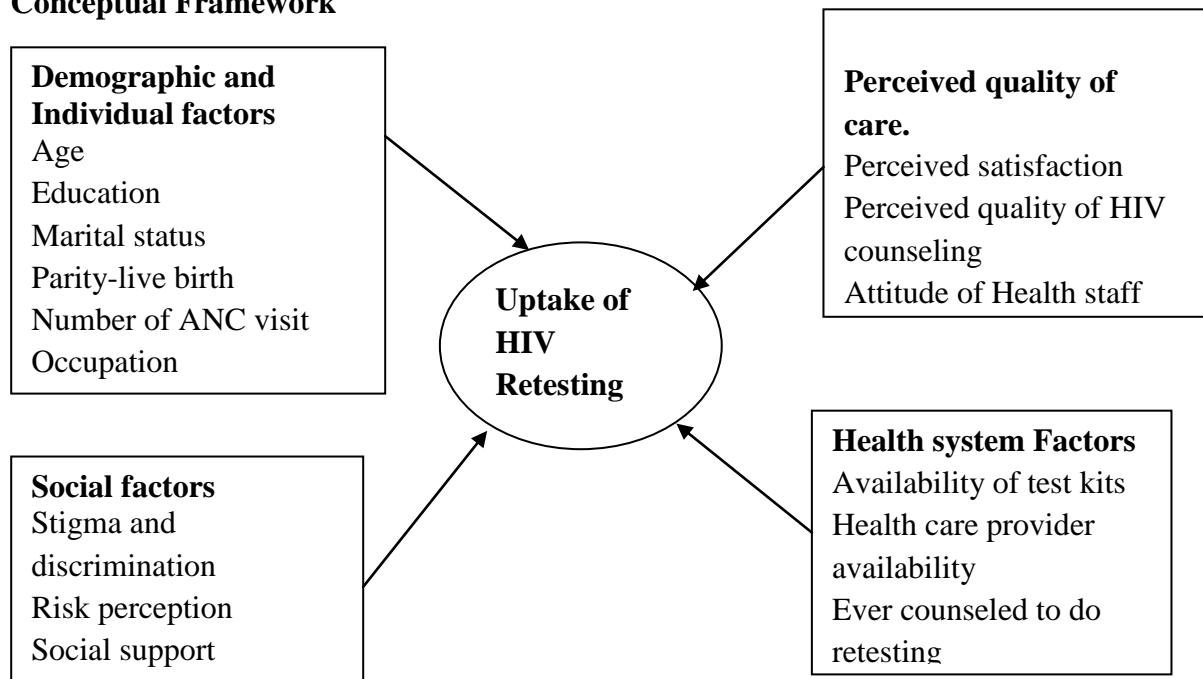 Conceptual Framework
Demographic and
Individual factors
Age
Education
Marital status
Parity-live birth
Number of ANC visit
Occupation
Perceived quality of
care.
Perceived satisfaction
Perceived quality of HIV
counseling
Attitude of Health staff
Uptake of
HIV
Retesting
Social factors
Stigma and
discrimination
Risk perception
Social support
Health system Factors
Availability of test kits
Health care provider
availability
Ever counseled to do
retesting